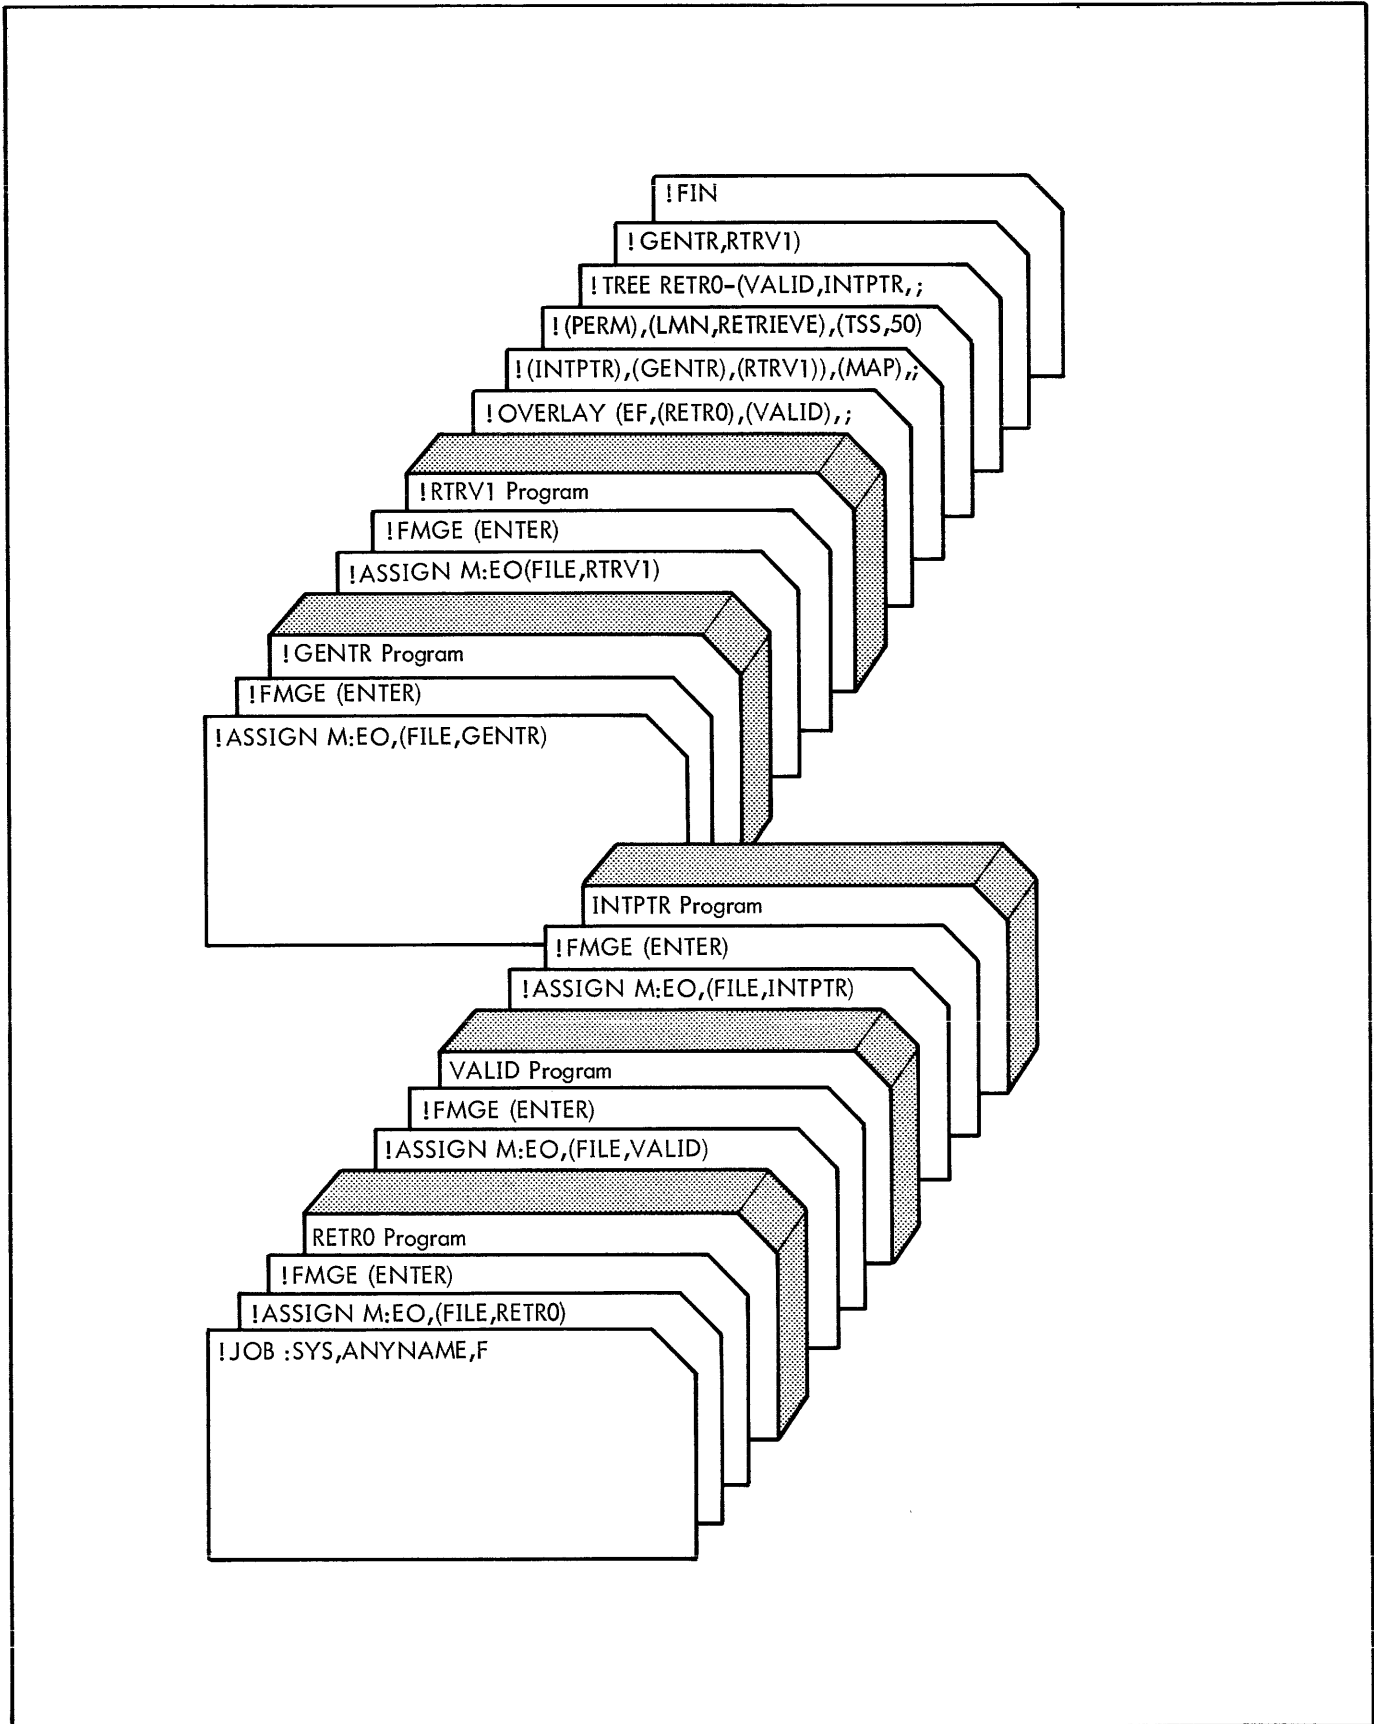 !FIN
!GENTR,RTRV1)
!TREE RETR0-(VALID,INTPTR,;
!(PERM),(LMN,RETRIEVE),(TSS,50)
!(INTPTR),(GENTR),(RTRV1)),(MAP),;
!OVERLAY (EF,(RETR0),(VALID),;
!RTRV1 Program
!FMGE (ENTER)
!ASSIGN M:EO(FILE,RTRV1)
!GENTR Program
!FMGE (ENTER)
!ASSIGN M:EO,(FILE,GENTR)
INTPTR Program
!FMGE (ENTER)
!ASSIGN M:EO,(FILE,INTPTR)
VALID Program
!FMGE (ENTER)
!ASSIGN M:EO,(FILE,VALID)
RETR0 Program
!FMGE (ENTER)
!ASSIGN M:EO,(FILE,RETR0)
!JOB :SYS,ANYNAME,F